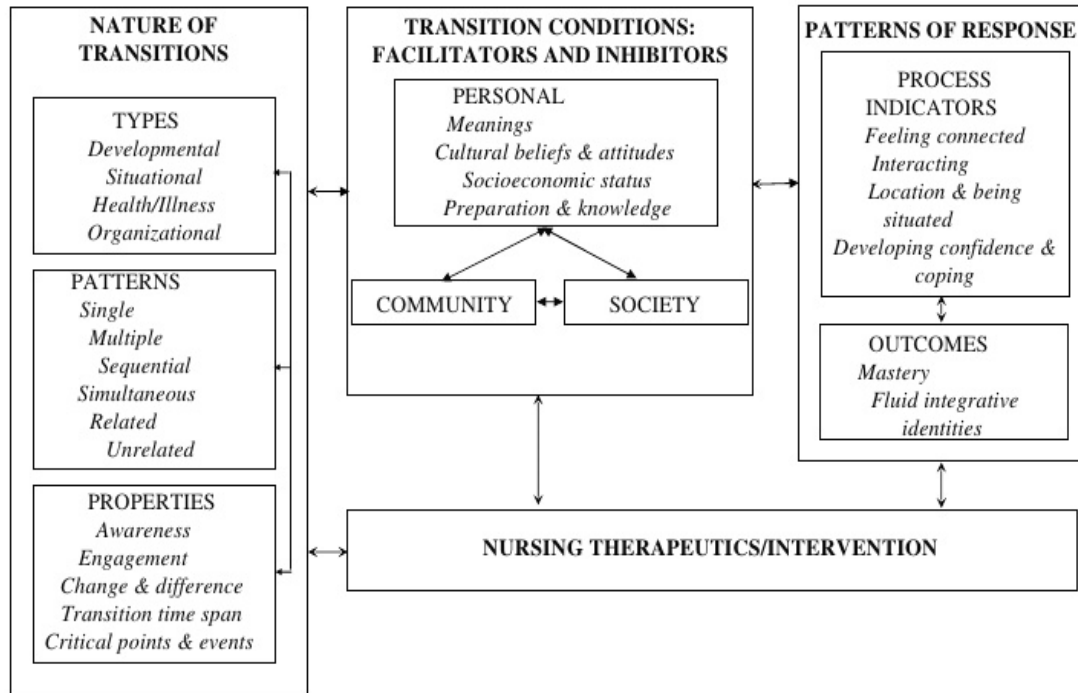 NATURE OF
TRANSITIONS
TYPES
Developmental
Situational
Health/Illness
Organizational
PATTERNS
Single
Multiple
Sequential
Simultaneous
Related
Unrelated
PROPERTIES
Awareness
Engagement
Change & difference
Transition time span
Critical points & events
TRANSITION CONDITIONS:
FACILITATORS AND INHIBITORS
PERSONAL
Meanings
Cultural beliefs & attitudes
Socioeconomic status
Preparation & knowledge
COMMUNITY
SOCIETY
PATTERNS OF RESPONSE
PROCESS
INDICATORS
Feeling connected
Interacting
Location & being
situated
Developing confidence &
coping
OUTCOMES
Mastery
Fluid integrative
identities
NURSING THERAPEUTICS/INTERVENTION